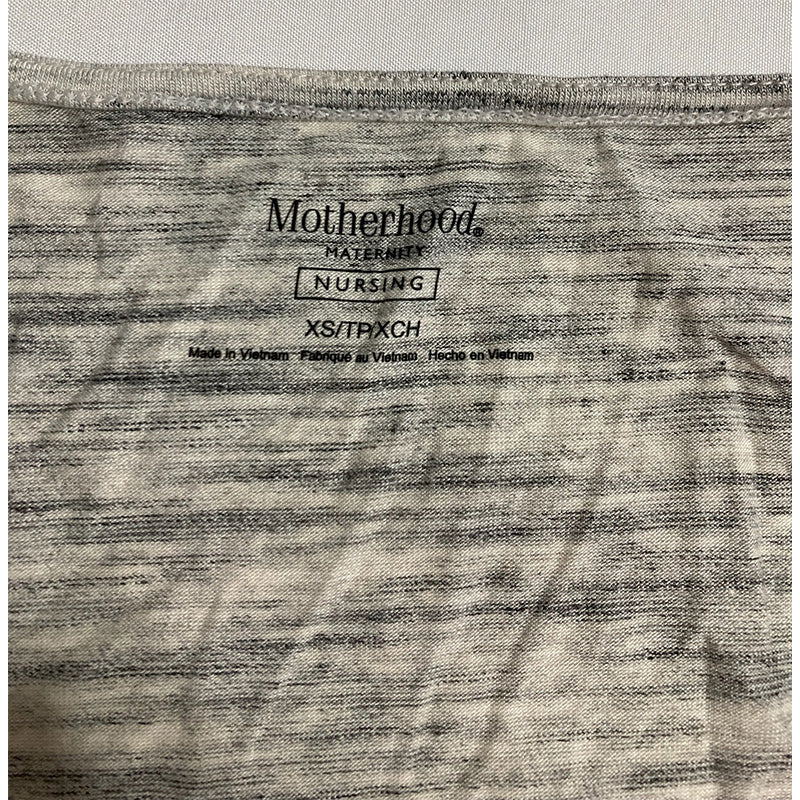 Motherhood®
MATERNITY
NURSING
XS/TP/XCH
Made in Vietnam Fabriqué au Vietnam Hecho en Vietnam